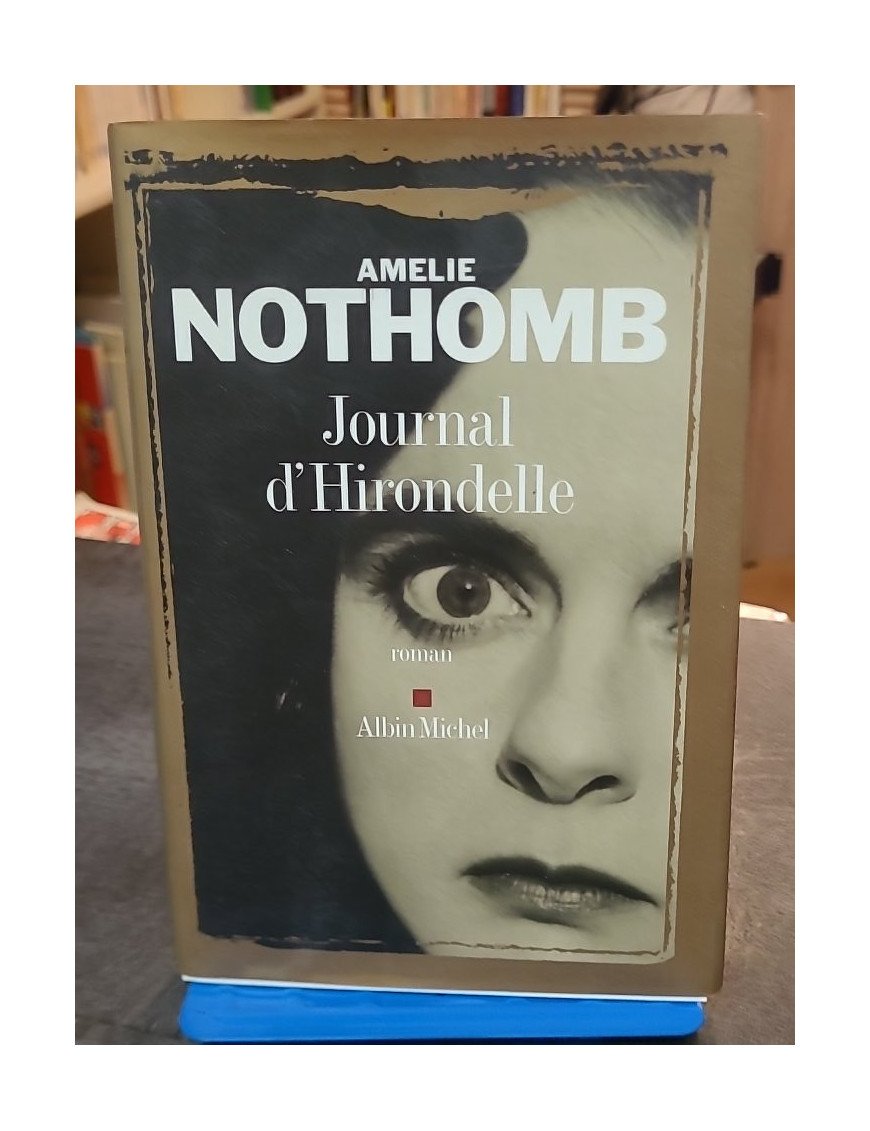 AMELIE
NOTHOMB
Journal
d'Hirondelle
roman
Albin Michel